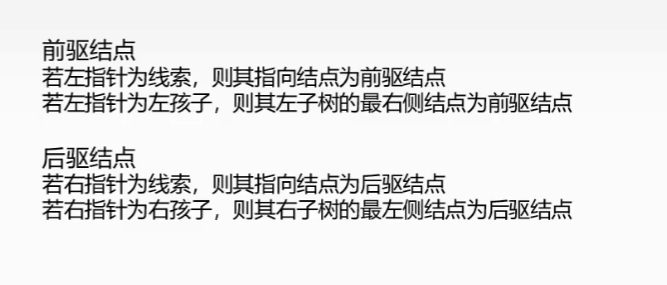 前驱结点
若左指针为线索，则其指向结点为前驱结点
若左指针为左孩子，则其左子树的最右侧结点为前驱结点
后驱结点
若右指针为线索，则其指向结点为后驱结点
若右指针为右孩子，则其右子树的最左侧结点为后驱结点